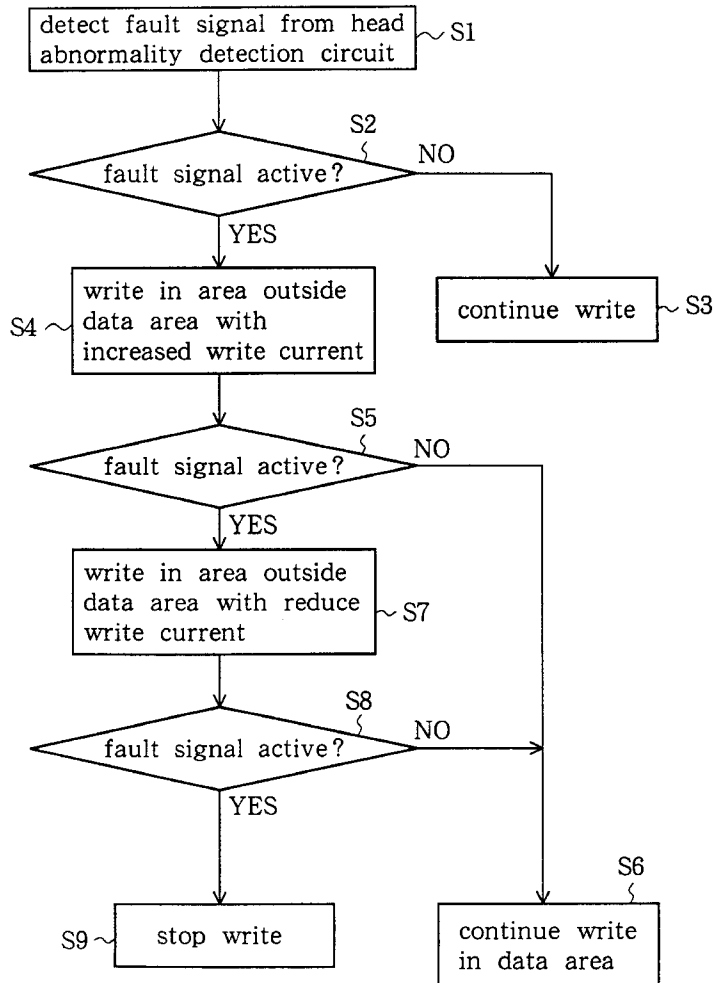 detect fault signal from head
abnormality detection circuit
S1
S2
fault signal active?
NO
YES
write in area outside
data area with
increased write current
S4
continue write
S3
S5
fault signal active?
NO
YES
write in area outside
data area with reduce
write current
S7
S8
fault signal active?
NO
YES
S9
stop write
S6
continue write
in data area